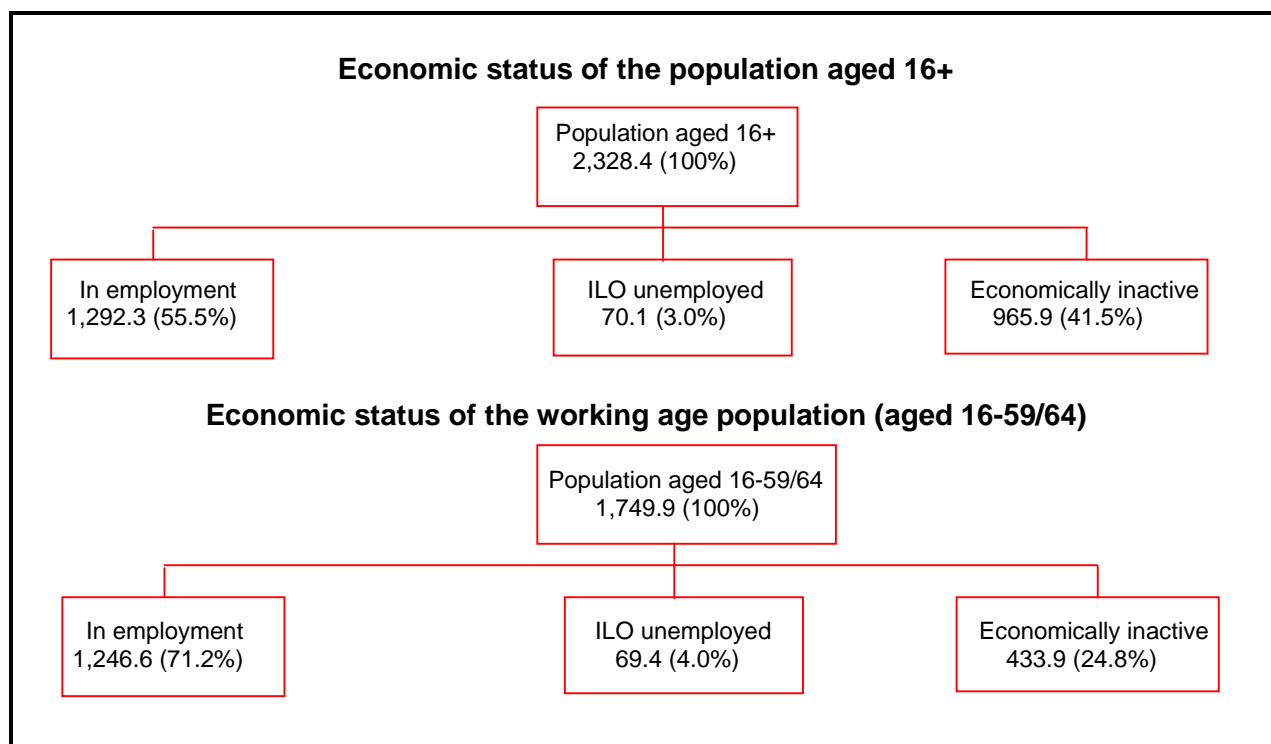 Economic status of the population aged 16+
Population aged 16+
2,328.4 (100%)
In employment
1,292.3 (55.5%)
ILO unemployed
70.1 (3.0%)
Economically inactive
965.9 (41.5%)
Economic status of the working age population (aged 16-59/64)
Population aged 16-59/64
1,749.9 (100%)
In employment
1,246.6 (71.2%)
ILO unemployed
69.4 (4.0%)
Economically inactive
433.9 (24.8%)